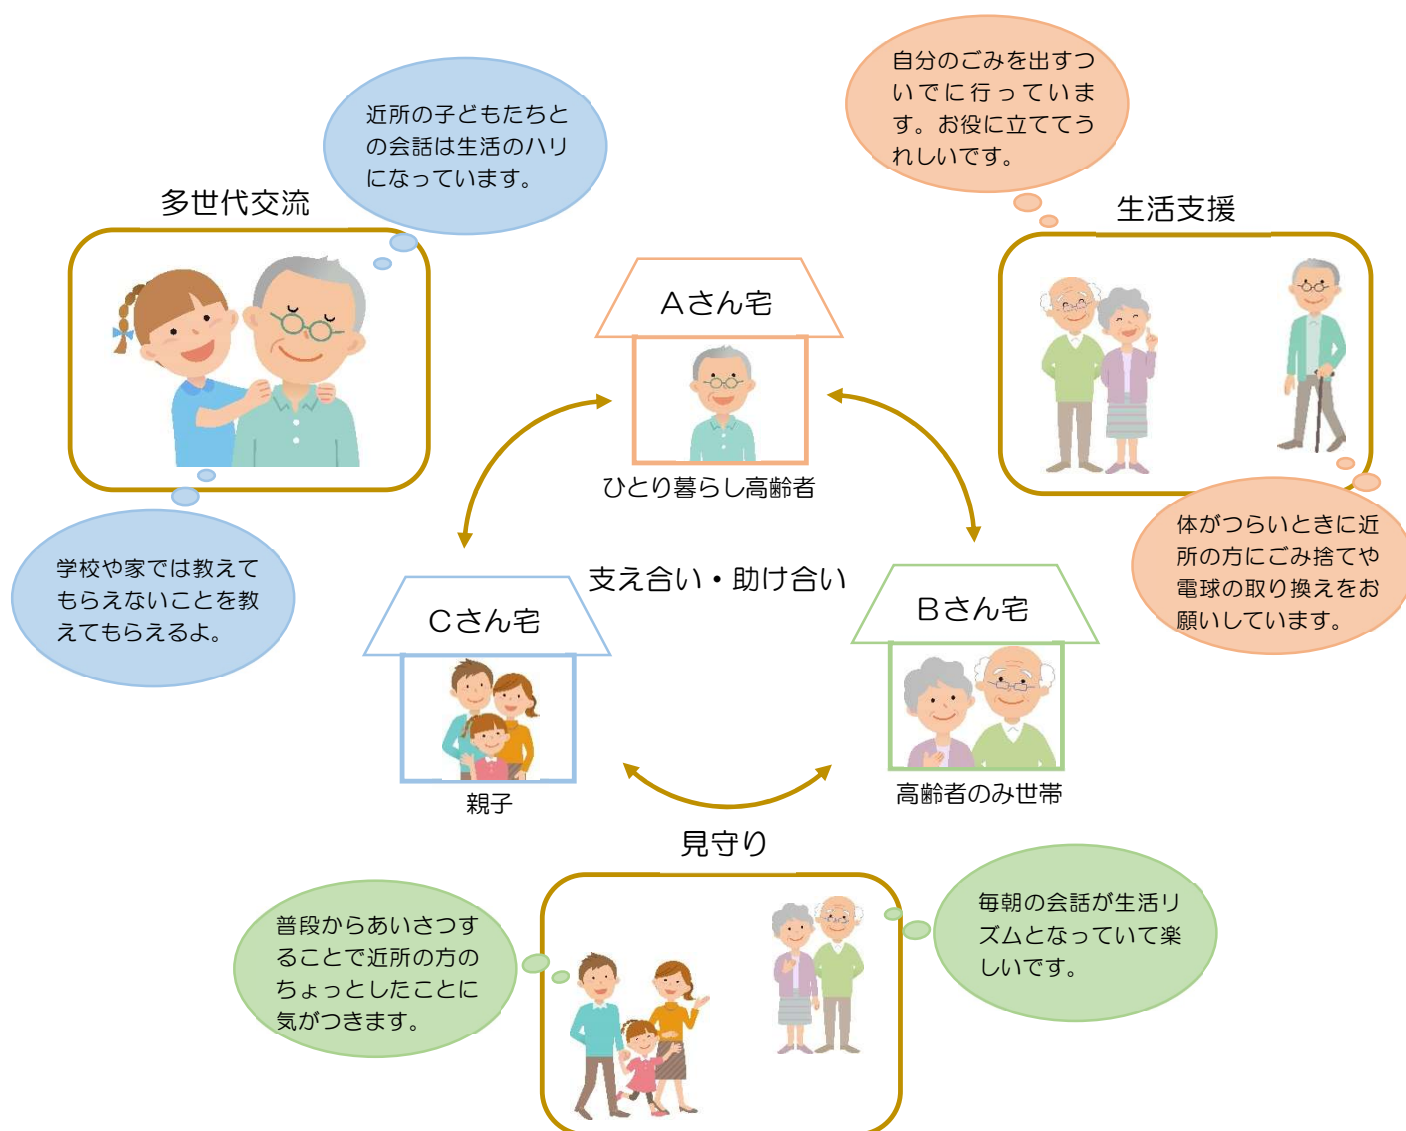 自分のごみを出すつ
いでに行っていま
す。お役に立ててう
れしいです。
近所の子どもたちと
の会話は生活のハリ
になっています。
多世代交流
生活支援
Aさん宅
ひとり暮らし高齢者
体がつらいときに近
所の方にごみ捨てや
電球の取り換えをお
願いしています。
学校や家では教えて
もらえないことを教
えてもらえるよ。
支え合い・助け合い
Cさん宅
Bさん宅
親子
高齢者のみ世帯
見守り
普段からあいさつす
ることで近所の方の
ちょっとしたことに
気がつきます。
毎朝の会話が生活リ
ズムとなっていて楽
しいです。